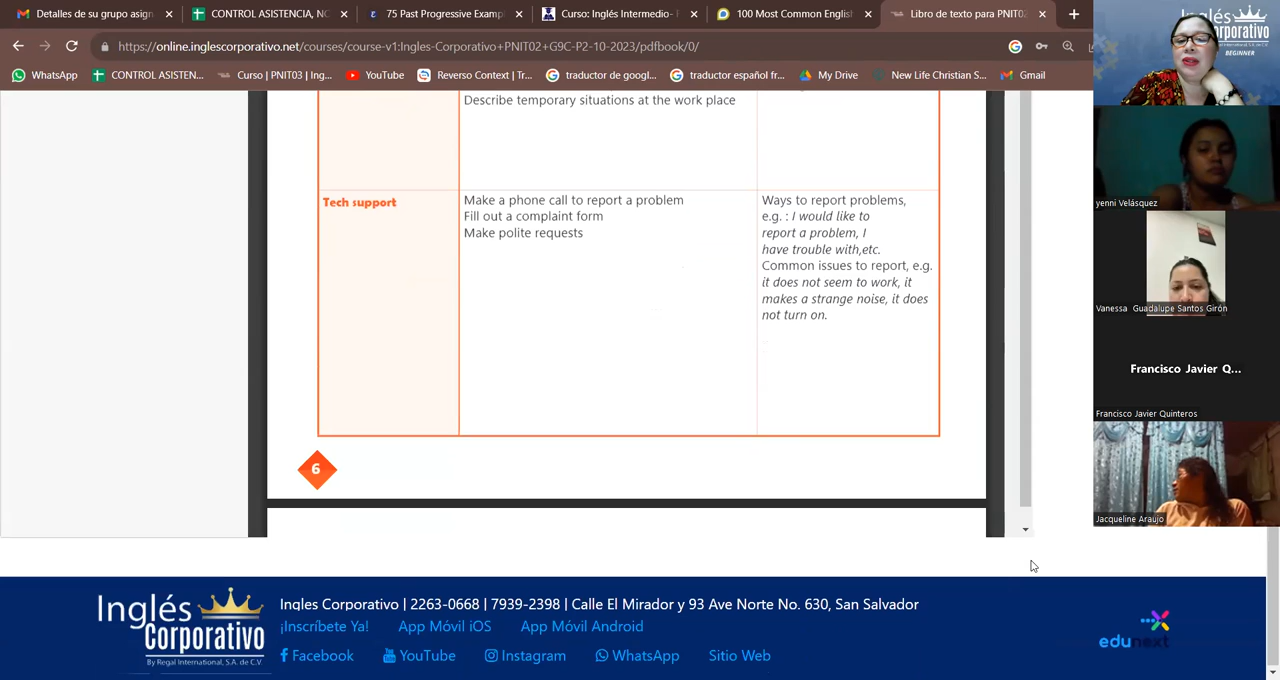 Detalles de su grupo asign
CONTROL ASISTENCIA, NC
75 Past Progressive Exampl
Curso: Inglés Intermedio- H
100 Most Common English
Libro de texto para PNIT02
https://online.inglescorporativo.net/courses/course-v1:Ingles-Corporativo+PNIT02+G9C-P2-10-2023/pdfbook/0/
WhatsApp
CONTROL ASISTEN...
Curso | PNIT03 | Ing...
YouTube
Reverso Context | Tr...
traductor de googl...
traductor español fr...
My Drive
New Life Christian S...
Gmail
Describe temporary situations at the work place
Tech support
Make a phone call to report a problem
Fill out a complaint form
Make polite requests
Ways to report problems,
e.g. : I would like to
report a problem, I
have trouble with,etc.
Common issues to report, e.g.
it does not seem to work, it
makes a strange noise, it does
not turn on.
6
Inglés
Corporativo
By Regal International, S.A. de C.V.
Ingles Corporativo | 2263-0668 | 7939-2398 | Calle El Mirador y 93 Ave Norte No. 630, San Salvador
¡Inscríbete Ya!
App Móvil iOS
App Móvil Android
Facebook
YouTube
Instagram
WhatsApp
Sitio Web
edunext
Inglés
Corporativo
BEGINNER
yenni Velásquez
Vanessa Guadalupe Santos Girón
Francisco Javier Q...
Francisco Javier Quinteros
Jacqueline Araujo